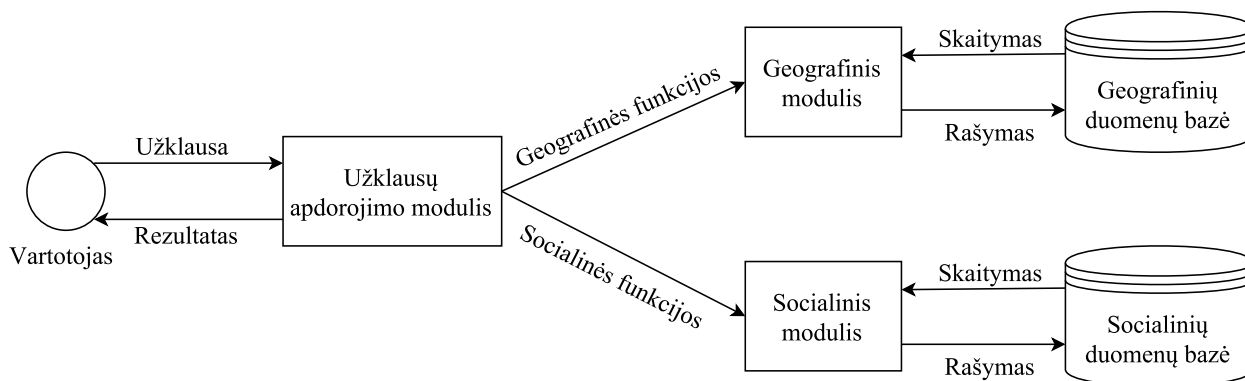 Užklausa
Rezultatas
Vartotojas
Užklausų
apdorojimo modulis
Geografinės funkcijos
Socialinės funkcijos
Geografinis
modulis
Skaitymas
Rašymas
Geografinių
duomenų bazė
Socialinis
modulis
Skaitymas
Rašymas
Socialinių
duomenų bazė